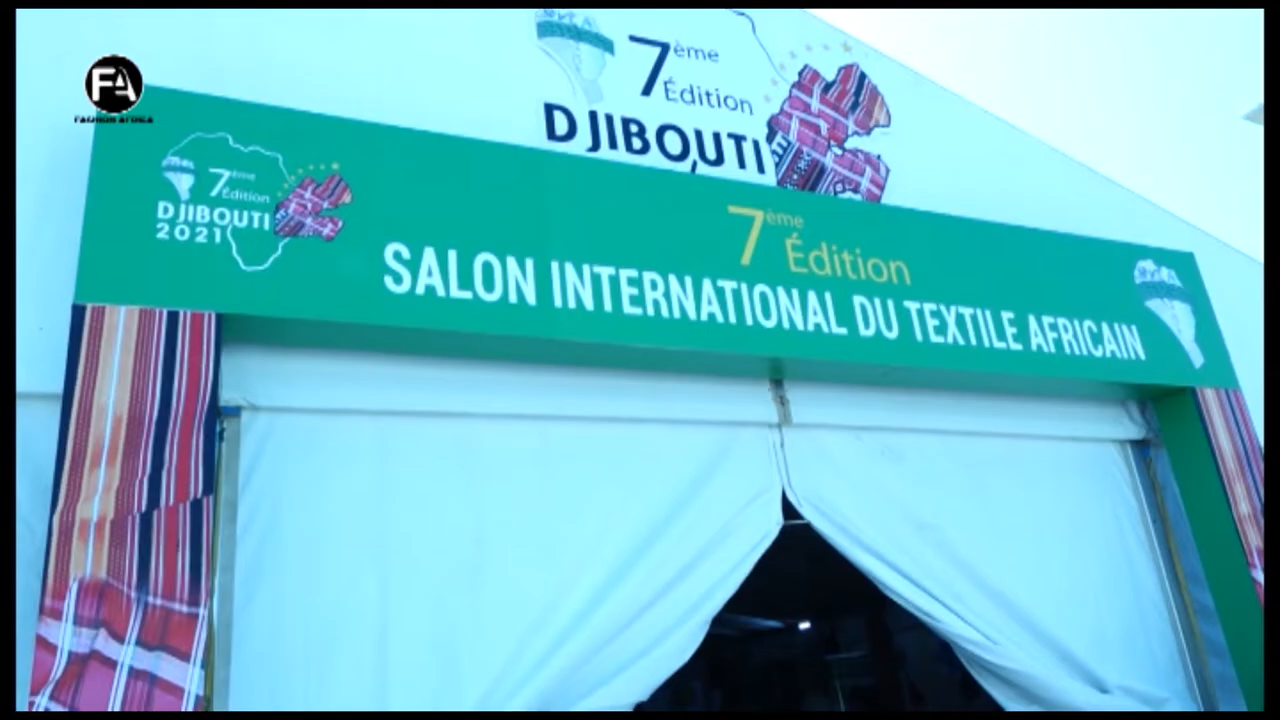 FA
FASHION AFRICA
7ème
Édition
DJIBOUTI
7ème
Édition
DJIBOUTI
2021
7ème
Édition
SALON INTERNATIONAL DU TEXTILE AFRICAIN